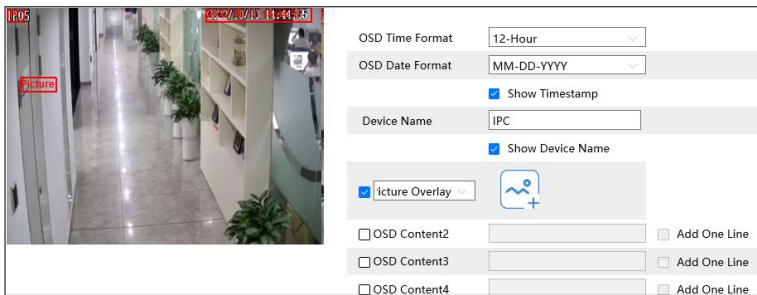 OSD Time Format 12-Hour
OSD Date Format MM-DD-YYYY
Show Timestamp
Picture
Device Name IPC
Show Device Name
icture Overlay
OSD Content2 Add One Line
OSD Content3 Add One Line
OSD Content4 Add One Line